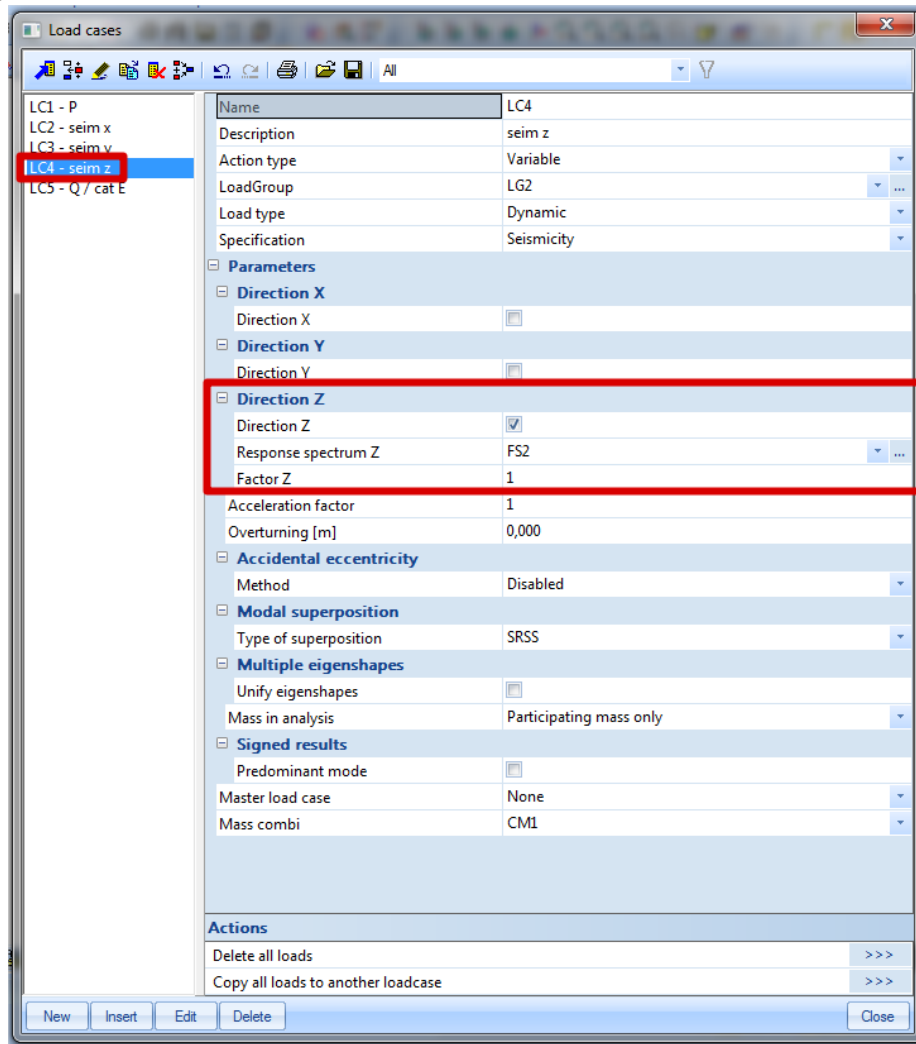 Load cases
All
LC1 - P
LC2 - seim x
LC3 - seim y
LC4 - seim z
LC5 - Q / cat E
Name LC4
Description seim z
Action type Variable
LoadGroup LG2 ...
Load type Dynamic
Specification Seismicity
Parameters
Direction X
Direction X
Direction Y
Direction Y
Direction Z
Direction Z
Response spectrum Z FS2 ...
Factor Z 1
Acceleration factor 1
Overturning [m] 0,000
Accidental eccentricity
Method Disabled
Modal superposition
Type of superposition SRSS
Multiple eigenshapes
Unify eigenshapes
Mass in analysis Participating mass only
Signed results
Predominant mode
Master load case None
Mass combi CM1
Actions
Delete all loads >>>
Copy all loads to another loadcase >>>
New Insert Edit Delete Close